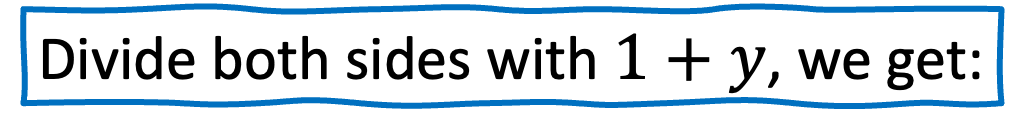 Divide both sides with 1 + y, we get: